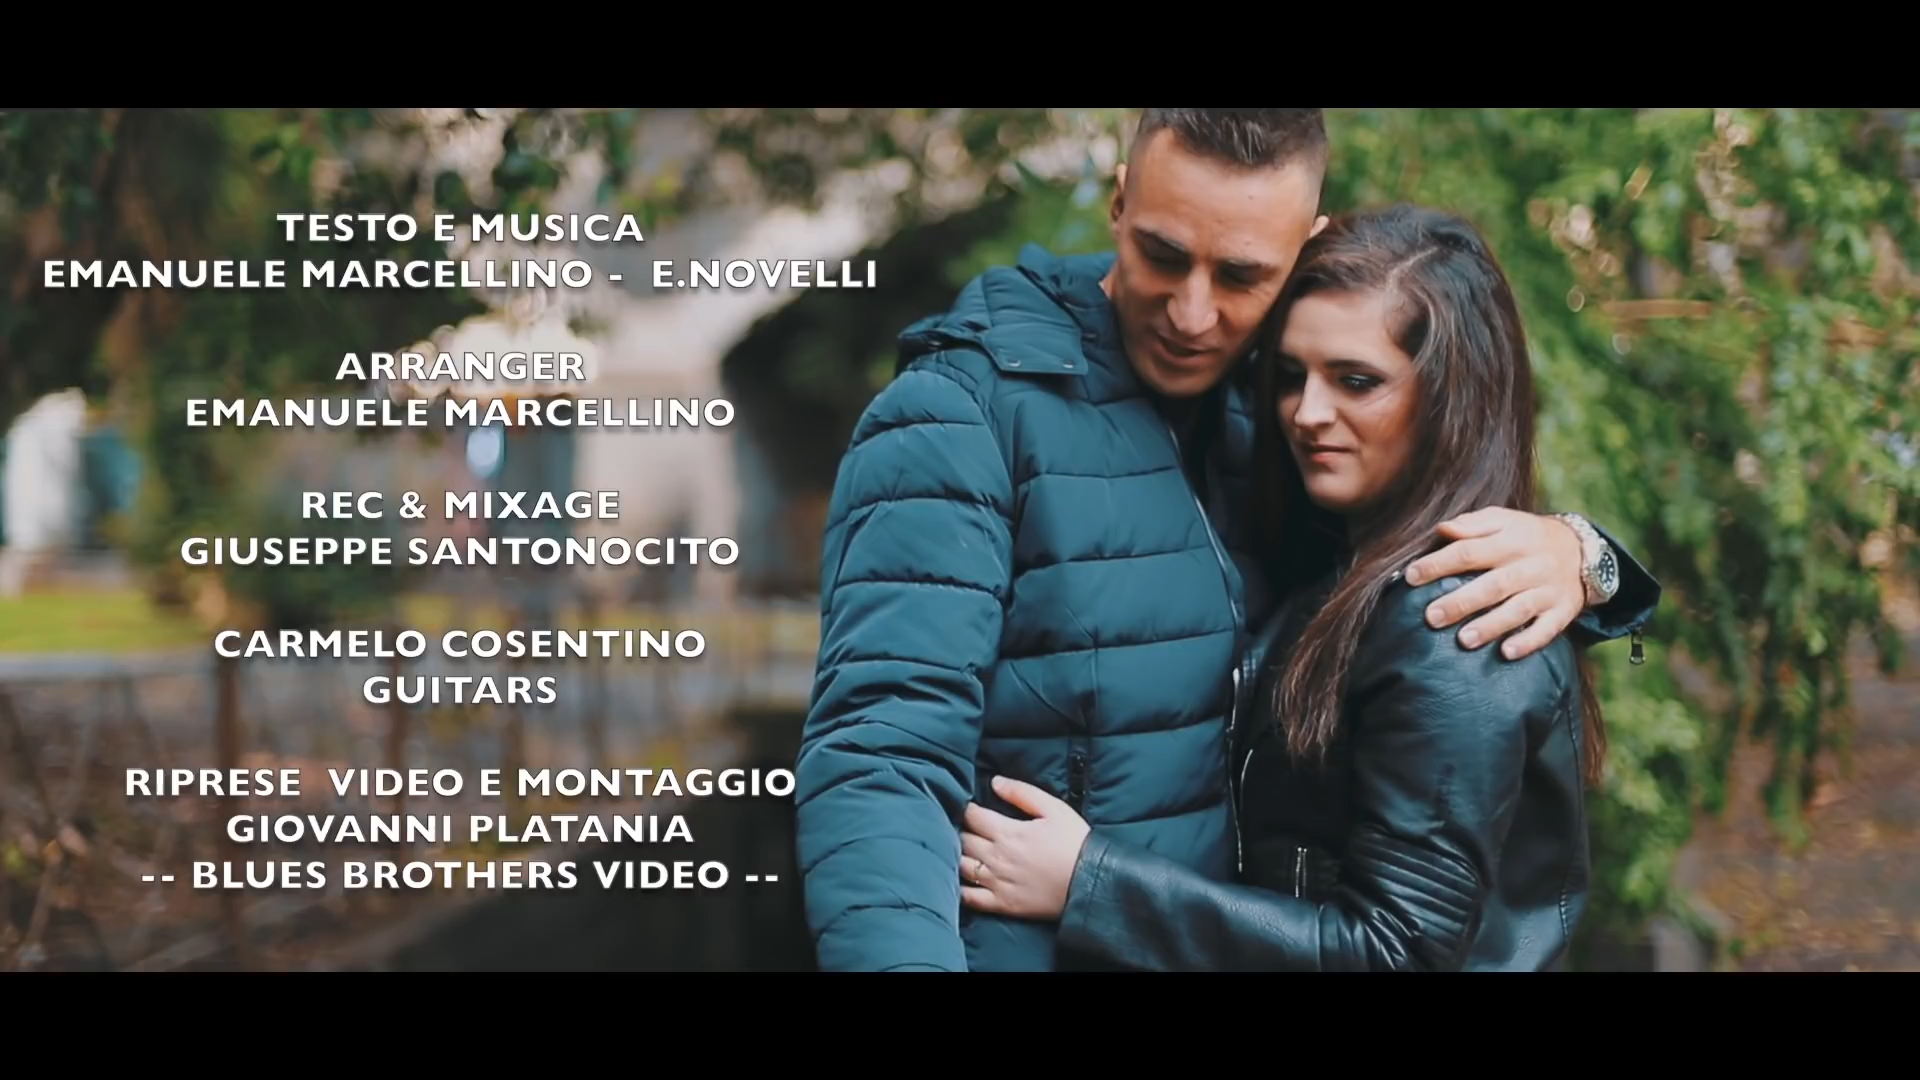 TESTO E MUSICA
EMANUELE MARCELLINO -  E.NOVELLI
ARRANGER
EMANUELE MARCELLINO
REC & MIXAGE
GIUSEPPE SANTONOCITO
CARMELO COSENTINO
GUITARS
RIPRESE  VIDEO E MONTAGGIO
GIOVANNI PLATANIA
-- BLUES BROTHERS VIDEO --